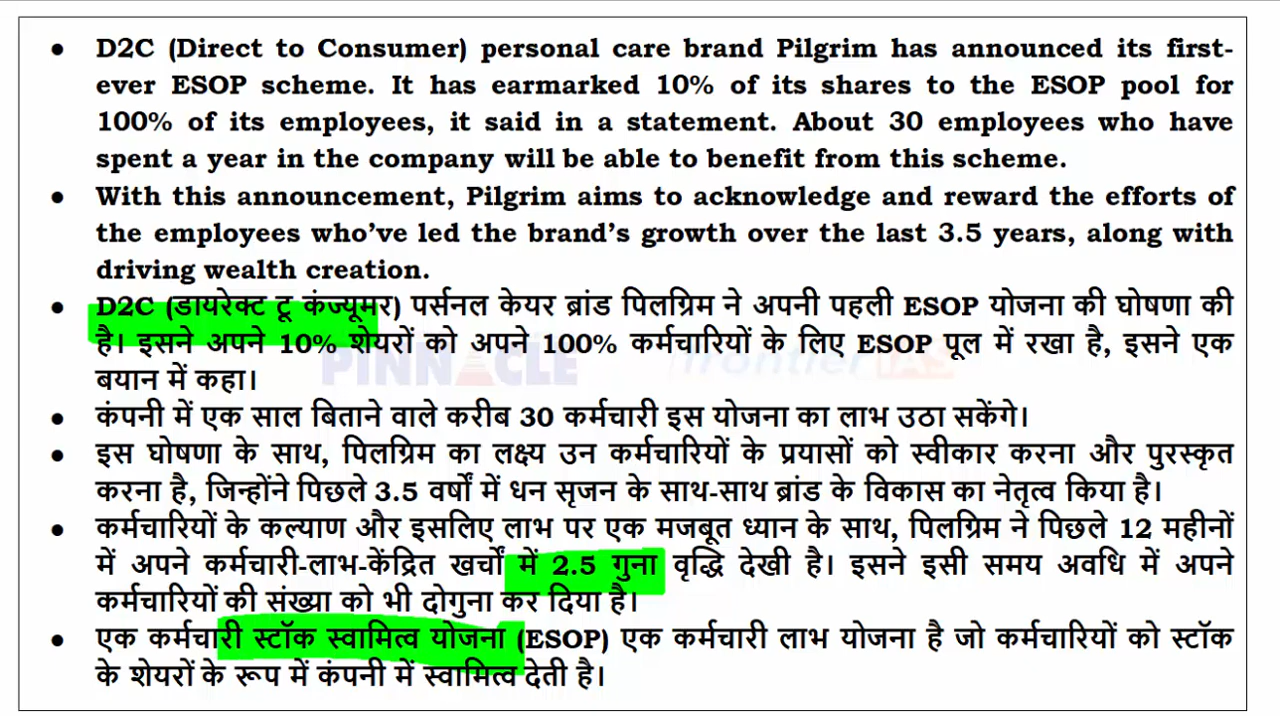 • D2C (Direct to Consumer) personal care brand Pilgrim has announced its first-
ever ESOP scheme. It has earmarked 10% of its shares to the ESOP pool for
100% of its employees, it said in a statement. About 30 employees who have
spent a year in the company will be able to benefit from this scheme.
• With this announcement, Pilgrim aims to acknowledge and reward the efforts of
the employees who've led the brand's growth over the last 3.5 years, along with
driving wealth creation.
• D2C (डायरेक्ट टू कंज्यूमर) पर्सनल केयर ब्रांड पिलग्रिम ने अपनी पहली ESOP योजना की घोषणा की
है। इसने अपने 10% शेयरों को अपने 100% कर्मचारियों के लिए ESOP पूल में रखा है, इसने एक
बयान में कहा।
PINNACLE frontier IAS
• कंपनी में एक साल बिताने वाले करीब 30 कर्मचारी इस योजना का लाभ उठा सकेंगे।
• इस घोषणा के साथ, पिलग्रिम का लक्ष्य उन कर्मचारियों के प्रयासों को स्वीकार करना और पुरस्कृत
करना है, जिन्होंने पिछले 3.5 वर्षों में धन सृजन के साथ-साथ ब्रांड के विकास का नेतृत्व किया है।
• कर्मचारियों के कल्याण और इसलिए लाभ पर एक मजबूत ध्यान के साथ, पिलग्रिम ने पिछले 12 महीनों
में अपने कर्मचारी-लाभ-केंद्रित खर्चों में 2.5 गुना वृद्धि देखी है। इसने इसी समय अवधि में अपने
कर्मचारियों की संख्या को भी दोगुना कर दिया है।
• एक कर्मचारी स्टॉक स्वामित्व योजना (ESOP) एक कर्मचारी लाभ योजना है जो कर्मचारियों को स्टॉक
के शेयरों के रूप में कंपनी में स्वामित्व देती है।